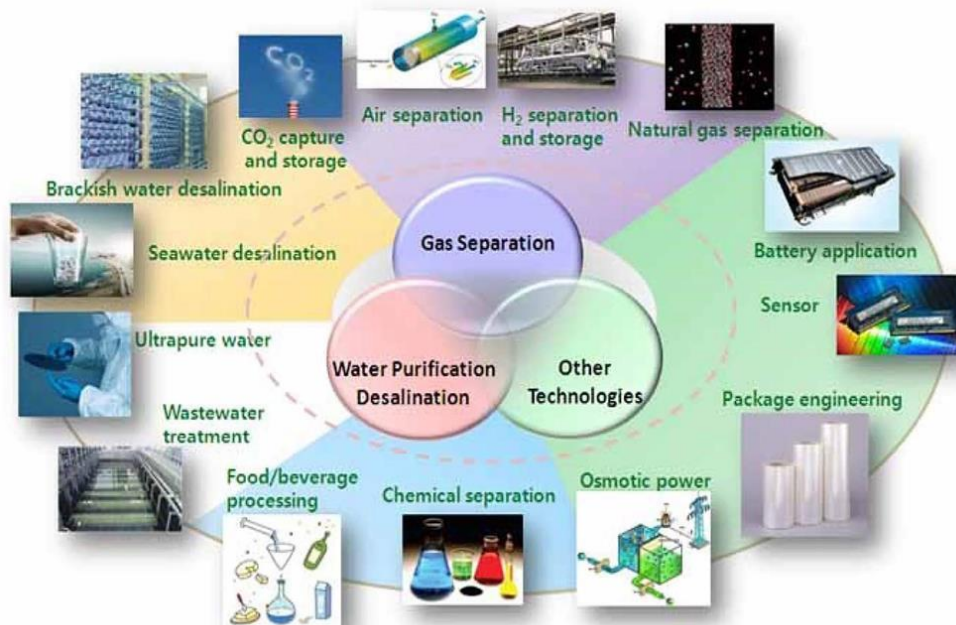 CO2
CO₂ capture
and storage
Air separation
H₂ separation
and storage
Natural gas separation
Brackish water desalination
Seawater desalination
Gas Separation
Battery application
Sensor
Ultrapure water
Water Purification
Desalination
Other
Technologies
Wastewater
treatment
Package engineering
Food/beverage
processing
Chemical separation
Osmotic power